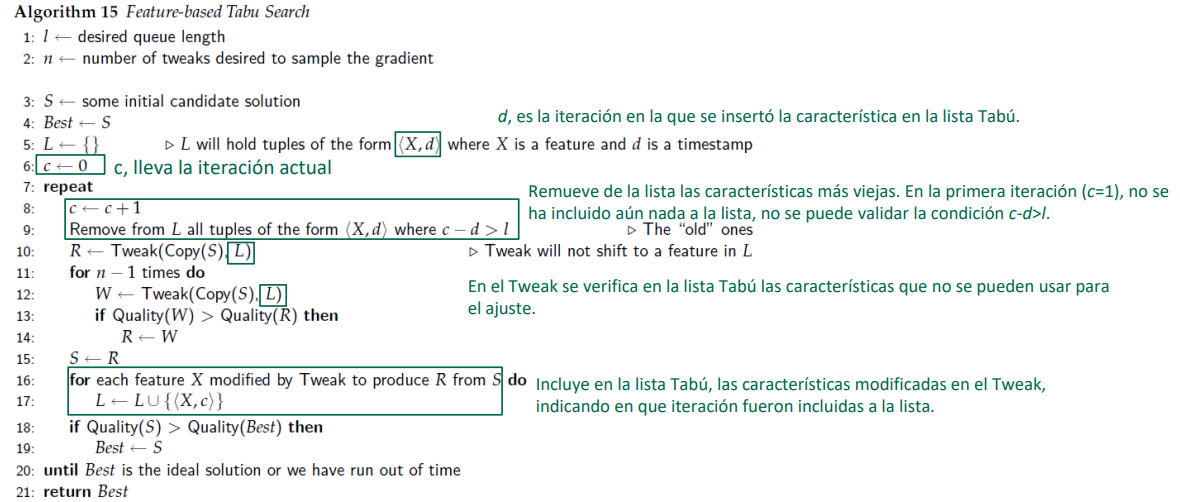 Algorithm 15 Feature-based Tabu Search
1: l ← desired queue length
2: n ← number of tweaks desired to sample the gradient
3: S ← some initial candidate solution
d, es la iteración en la que se insertó la característica en la lista Tabú.
4: Best ← S
5: L ← {} ▷ L will hold tuples of the form ⟨X, d⟩ where X is a feature and d is a timestamp
6: c ← 0 c, lleva la iteración actual
7: repeat
Remueve de la lista las características más viejas. En la primera iteración (c=1), no se
ha incluido aún nada a la lista, no se puede validar la condición c-d>l.
8: c ← c + 1
9: Remove from L all tuples of the form ⟨X, d⟩ where c − d > l ▷ The “old” ones
10: R ← Tweak(Copy(S), L) ▷ Tweak will not shift to a feature in L
11: for n − 1 times do
12: W ← Tweak(Copy(S), L)
En el Tweak se verifica en la lista Tabú las características que no se pueden usar para
el ajuste.
13: if Quality(W) > Quality(R) then
14: R ← W
15: S ← R
16: for each feature X modified by Tweak to produce R from S do
17: L ← L ∪ {⟨X, c⟩}
Incluye en la lista Tabú, las características modificadas en el Tweak,
indicando en que iteración fueron incluidas a la lista.
18: if Quality(S) > Quality(Best) then
19: Best ← S
20: until Best is the ideal solution or we have run out of time
21: return Best